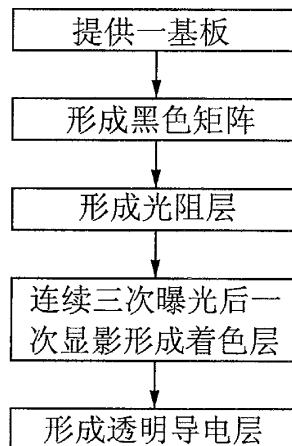 提供一基板
形成黑色矩阵
形成光阻层
连续三次曝光后一
次显影形成着色层
形成透明导电层